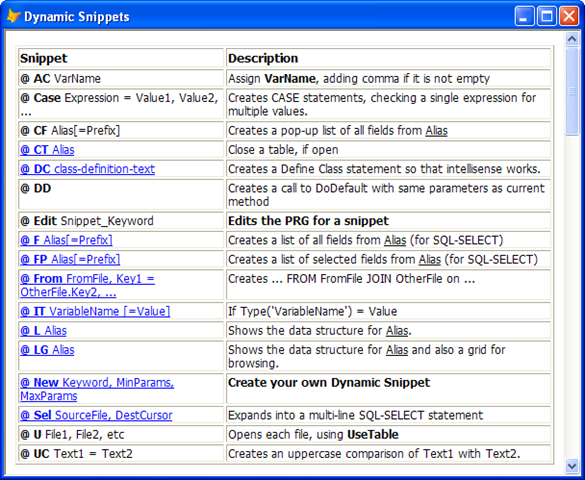 Dynamic Snippets
Snippet Description
@ AC VarName Assign VarName, adding comma if it is not empty
@ Case Expression = Value1, Value2, Creates CASE statements, checking a single expression for
... multiple values.
@ CF Alias[=Prefix] Creates a pop-up list of all fields from Alias
@ CT Alias Close a table, if open
@ DC class-definition-text Creates a Define Class statement so that intellisense works.
@ DD Creates a call to DoDefault with same parameters as current
method
@ Edit Snippet_Keyword Edits the PRG for a snippet
@ F Alias[=Prefix] Creates a list of all fields from Alias (for SQL-SELECT)
@ FP Alias[=Prefix] Creates a list of selected fields from Alias (for SQL-SELECT)
@ From FromFile, Key1 = Creates ... FROM FromFile JOIN OtherFile on ...
OtherFile.Key2, ...
@ IT VariableName [=Value] If Type('VariableName') = Value
@ L Alias Shows the data structure for Alias.
@ LG Alias Shows the data structure for Alias and also a grid for
browsing.
@ New Keyword, MinParams, Create your own Dynamic Snippet
MaxParams
@ Sel SourceFile, DestCursor Expands into a multi-line SQL-SELECT statement
@ U File1, File2, etc Opens each file, using UseTable
@ UC Text1 = Text2 Creates an uppercase comparison of Text1 with Text2.